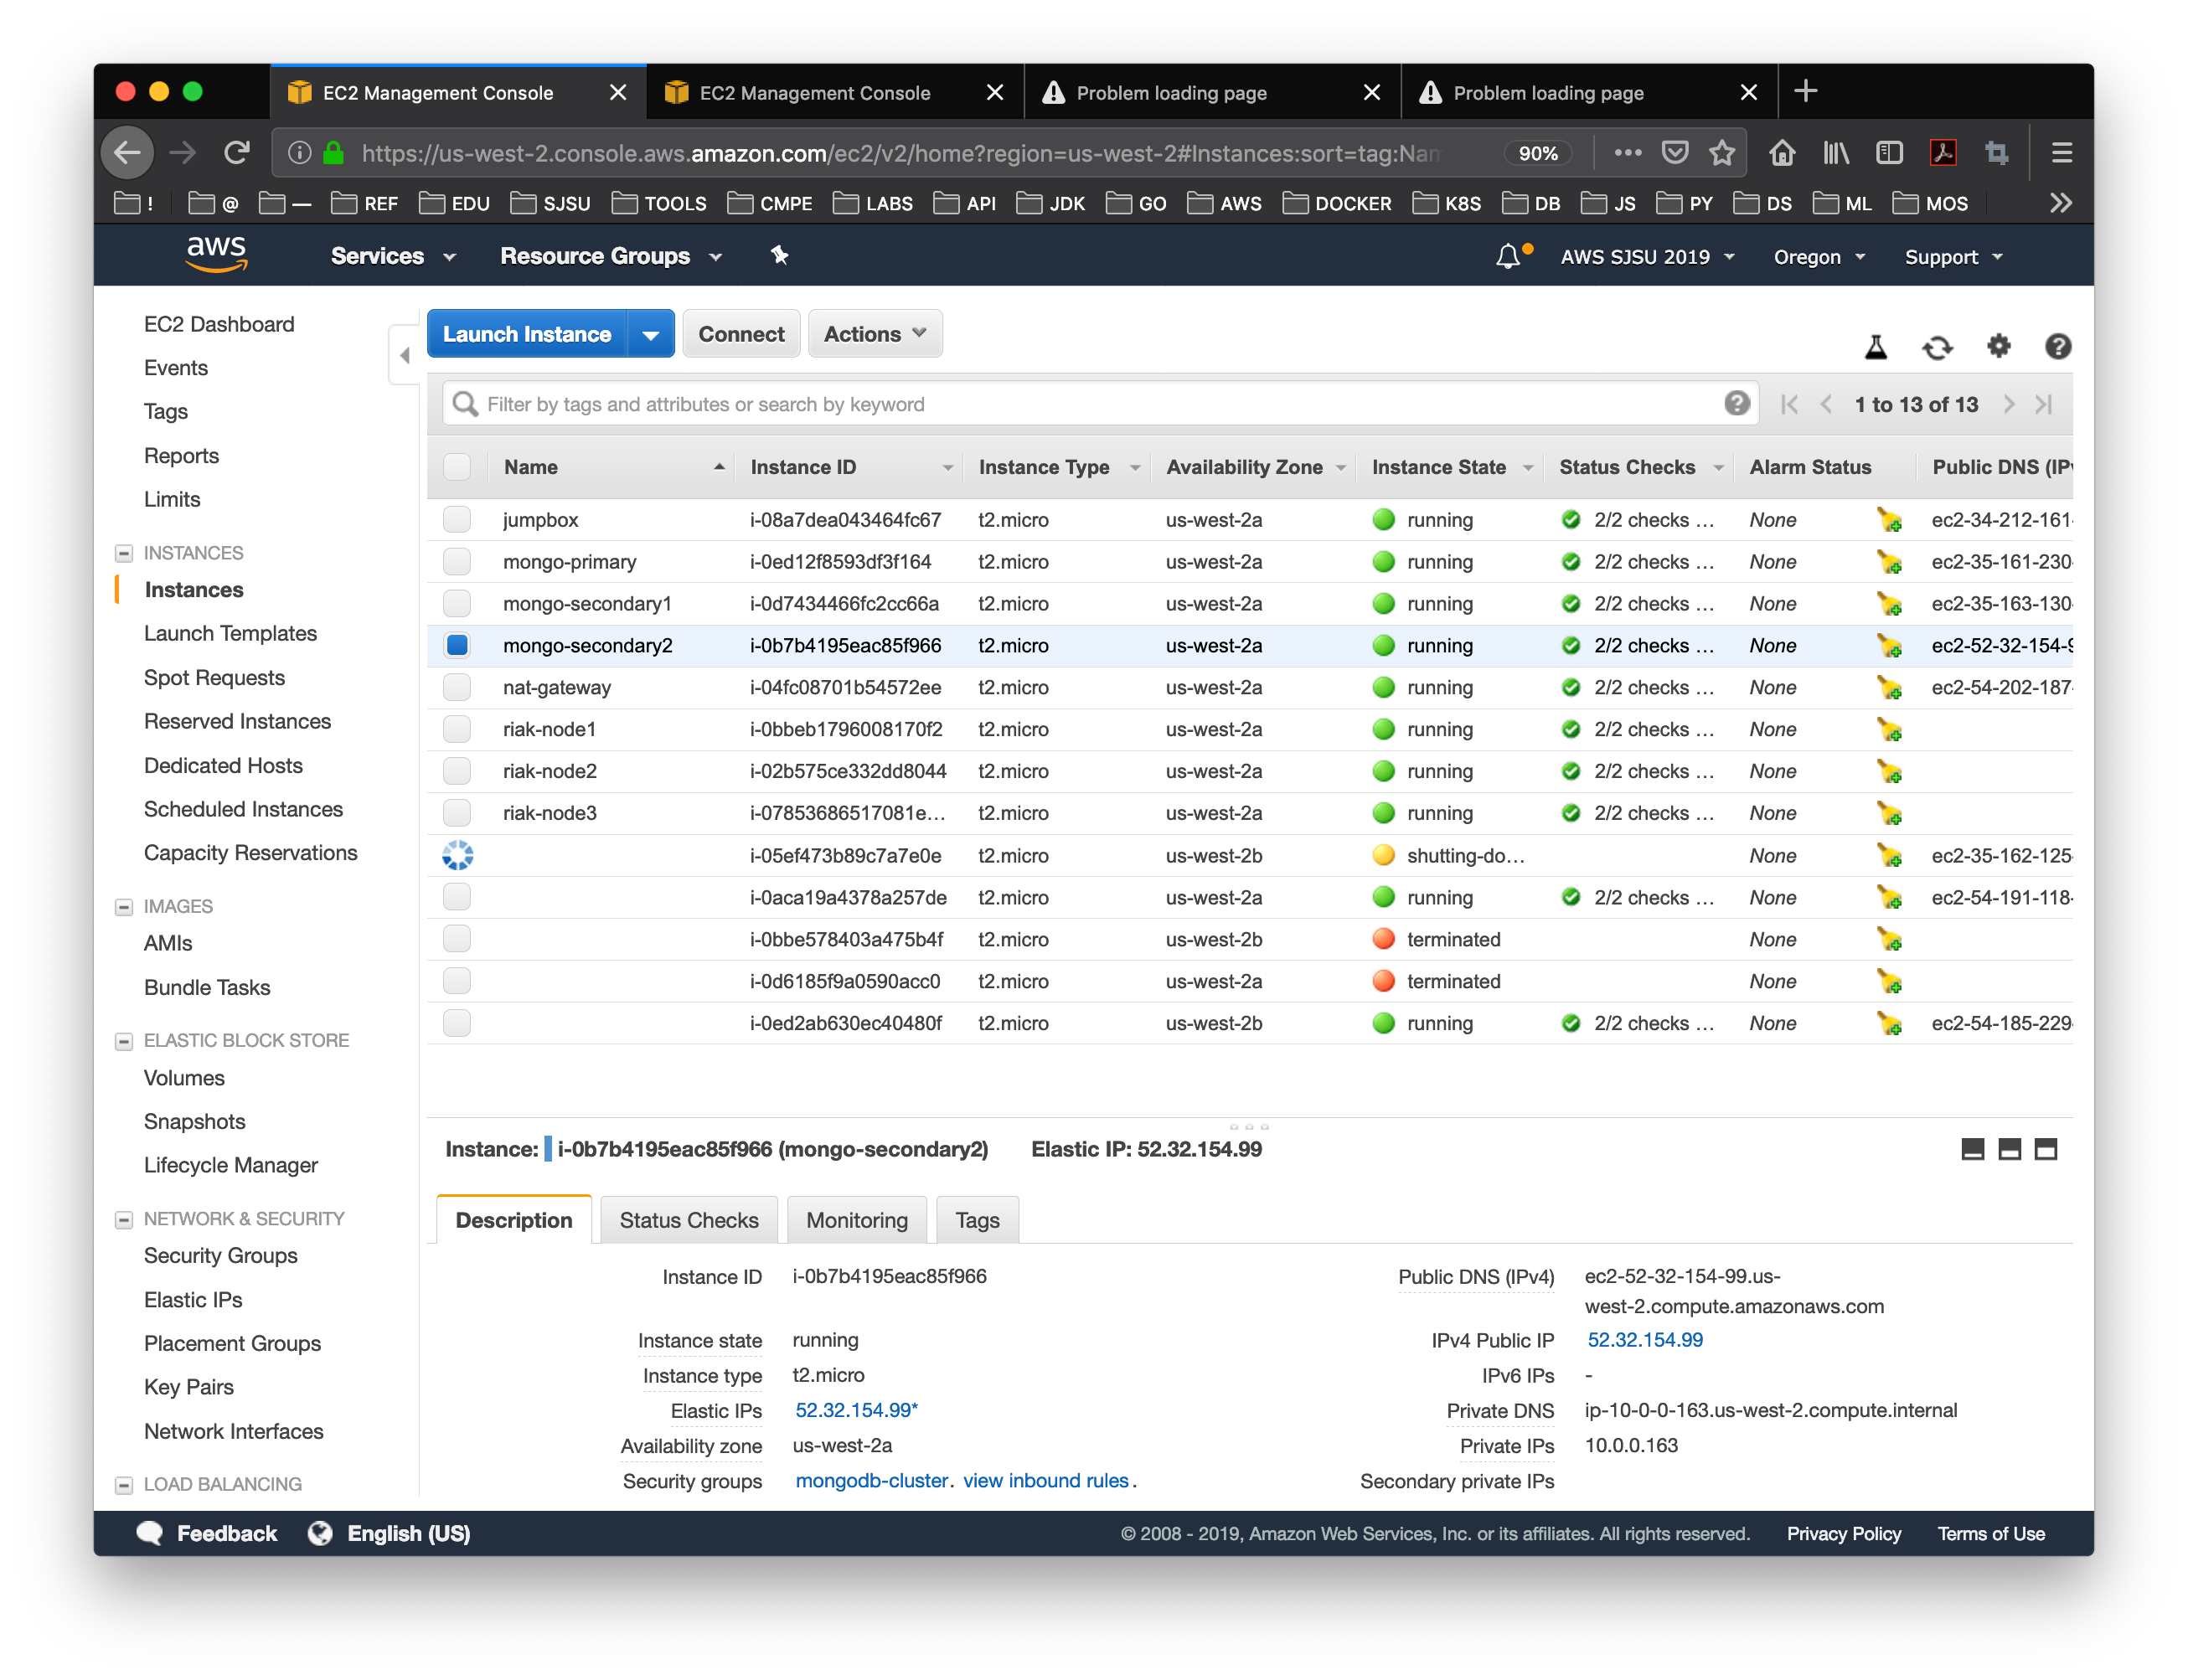 EC2 Management Console
EC2 Management Console
Problem loading page
Problem loading page
https://us-west-2.console.aws.amazon.com/ec2/v2/home?region=us-west-2#Instances:sort=tag:Nam
90%
! @ — REF EDU SJSU TOOLS CMPE LABS API JDK GO AWS DOCKER K8S DB JS PY DS ML MOS
aws Services Resource Groups AWS SJSU 2019 Oregon Support
EC2 Dashboard
Events
Tags
Reports
Limits
INSTANCES
Instances
Launch Templates
Spot Requests
Reserved Instances
Dedicated Hosts
Scheduled Instances
Capacity Reservations
IMAGES
AMIs
Bundle Tasks
ELASTIC BLOCK STORE
Volumes
Snapshots
Lifecycle Manager
NETWORK & SECURITY
Security Groups
Elastic IPs
Placement Groups
Key Pairs
Network Interfaces
LOAD BALANCING
Launch Instance Connect Actions
Filter by tags and attributes or search by keyword
1 to 13 of 13
Name Instance ID Instance Type Availability Zone Instance State Status Checks Alarm Status Public DNS (IPv
jumpbox i-08a7dea043464fc67 t2.micro us-west-2a running 2/2 checks ... None ec2-34-212-161-
mongo-primary i-0ed12f8593df3f164 t2.micro us-west-2a running 2/2 checks ... None ec2-35-161-230-
mongo-secondary1 i-0d7434466fc2cc66a t2.micro us-west-2a running 2/2 checks ... None ec2-35-163-130-
mongo-secondary2 i-0b7b4195eac85f966 t2.micro us-west-2a running 2/2 checks ... None ec2-52-32-154-9
nat-gateway i-04fc08701b54572ee t2.micro us-west-2a running 2/2 checks ... None ec2-54-202-187-
riak-node1 i-0bbeb1796008170f2 t2.micro us-west-2a running 2/2 checks ... None
riak-node2 i-02b575ce332dd8044 t2.micro us-west-2a running 2/2 checks ... None
riak-node3 i-07853686517081e... t2.micro us-west-2a running 2/2 checks ... None
i-05ef473b89c7a7e0e t2.micro us-west-2b shutting-do... None ec2-35-162-125-
i-0aca19a4378a257de t2.micro us-west-2a running 2/2 checks ... None ec2-54-191-118-
i-0bbe578403a475b4f t2.micro us-west-2b terminated None
i-0d6185f9a0590acc0 t2.micro us-west-2a terminated None
i-0ed2ab630ec40480f t2.micro us-west-2b running 2/2 checks ... None ec2-54-185-229-
Instance: i-0b7b4195eac85f966 (mongo-secondary2) Elastic IP: 52.32.154.99
Description Status Checks Monitoring Tags
Instance ID i-0b7b4195eac85f966
Instance state running
Instance type t2.micro
Elastic IPs 52.32.154.99*
Availability zone us-west-2a
Security groups mongodb-cluster. view inbound rules.
Public DNS (IPv4) ec2-52-32-154-99.us-
west-2.compute.amazonaws.com
IPv4 Public IP 52.32.154.99
IPv6 IPs -
Private DNS ip-10-0-0-163.us-west-2.compute.internal
Private IPs 10.0.0.163
Secondary private IPs
Feedback English (US) © 2008 - 2019, Amazon Web Services, Inc. or its affiliates. All rights reserved. Privacy Policy Terms of Use